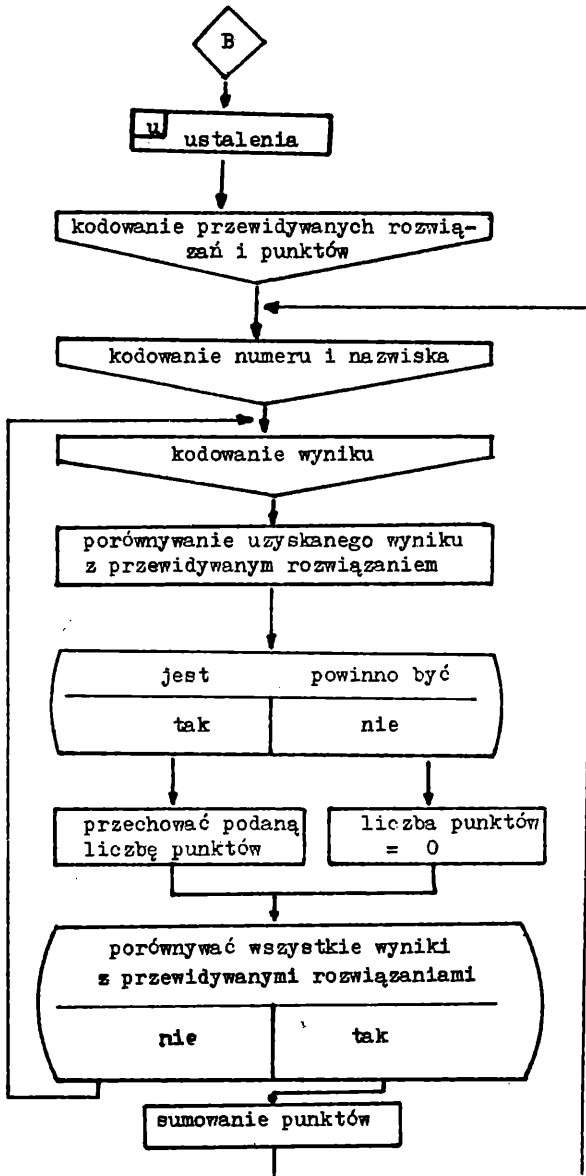 B
u
ustalenia
kodowanie przewidywanych rozwią-
zań i punktów
kodowanie numeru i nazwiska
kodowanie wyniku
porównywanie uzyskanego wyniku
z przewidywanym rozwiązaniem
jest powinno być
tak nie
przechować podaną
liczbę punktów
liczba punktów
= 0
porównywać wszystkie wyniki
z przewidywanymi rozwiązaniami
nie tak
sumowanie punktów